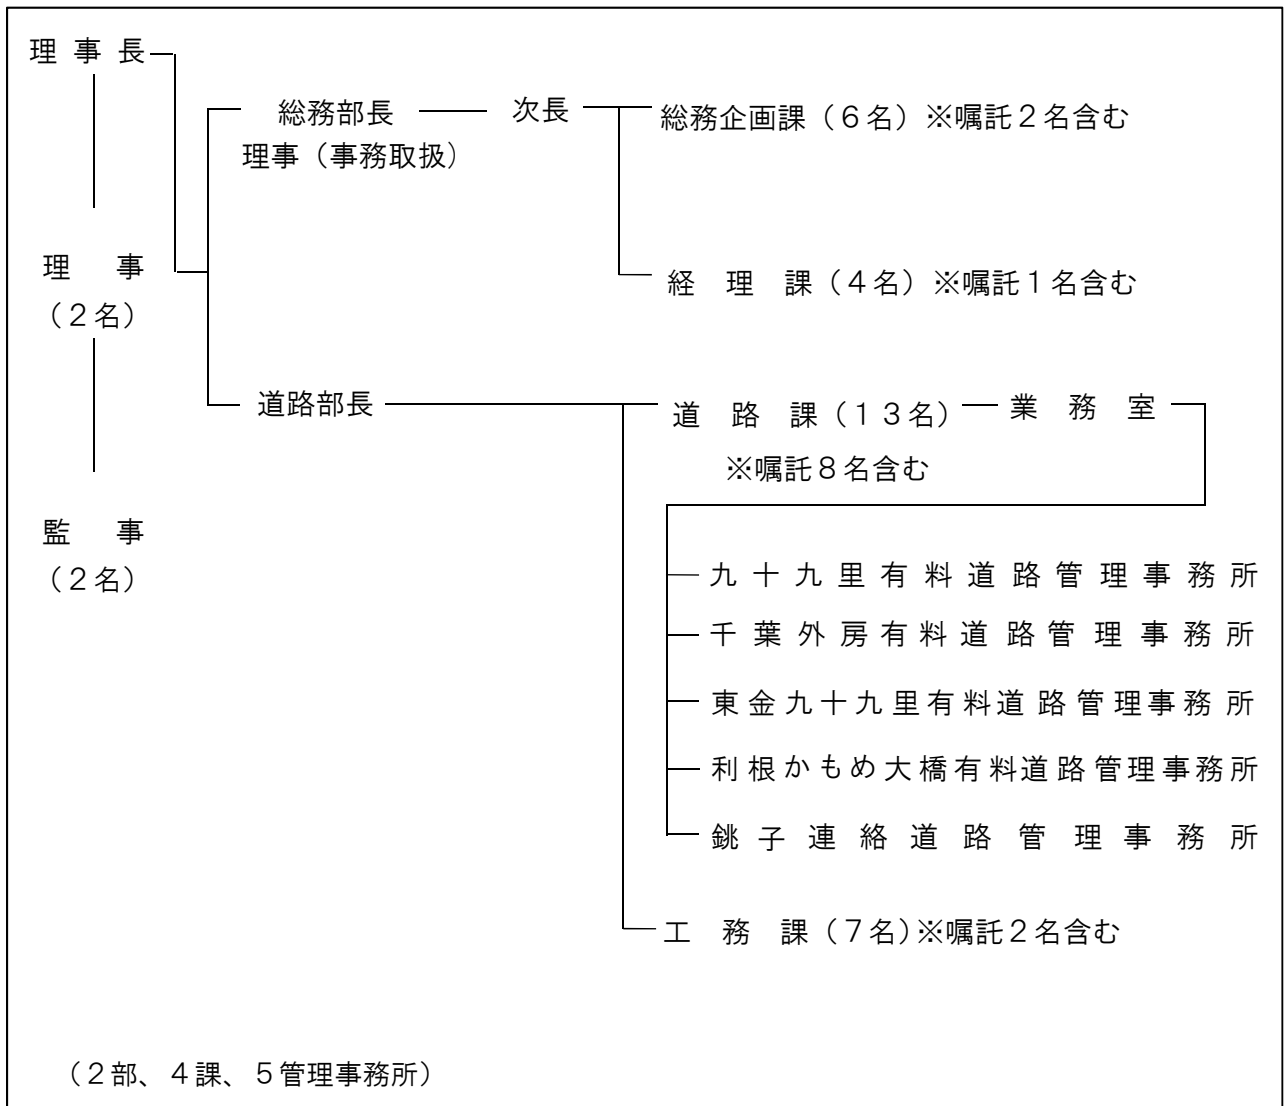 理事長
総務部長 次長 総務企画課（６名）※嘱託２名含む
理事（事務取扱）
理事
（２名）
経理課（４名）※嘱託１名含む
道路部長 道路課（１３名） 業務室
※嘱託８名含む
監事
（２名）
九十九里有料道路管理事務所
千葉外房有料道路管理事務所
東金九十九里有料道路管理事務所
利根かもめ大橋有料道路管理事務所
銚子連絡道路管理事務所
工務課（７名）※嘱託２名含む
（２部、４課、５管理事務所）